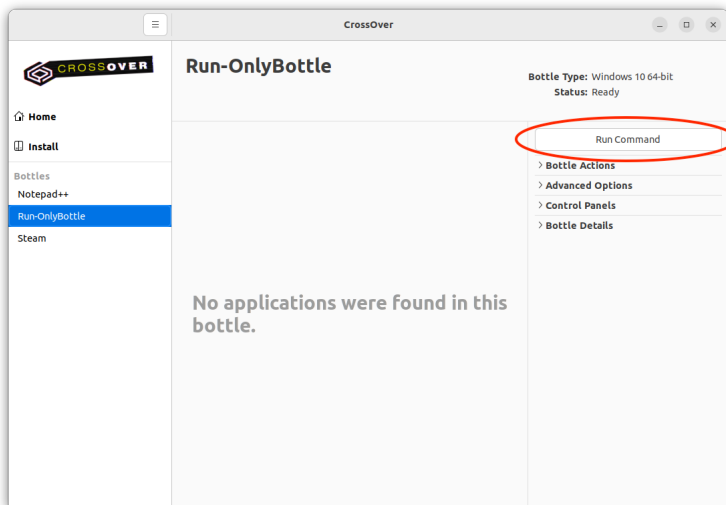 CrossOver
CROSSOVER
Home
Install
Bottles
Notepad++
Run-OnlyBottle
Steam
Run-OnlyBottle
Bottle Type: Windows 10 64-bit
Status: Ready
Run Command
Bottle Actions
Advanced Options
Control Panels
Bottle Details
No applications were found in this
bottle.